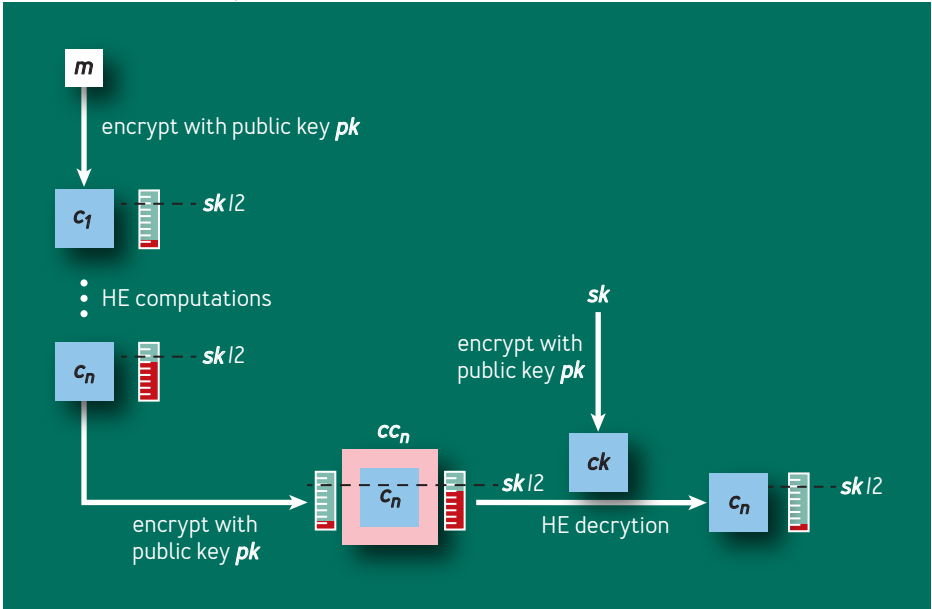 m
encrypt with public key pk
c1
sk/2
HE computations
cn
sk/2
sk
encrypt with
public key pk
ccn
cn
sk/2
ck
cn
sk/2
encrypt with
public key pk
HE decrytion